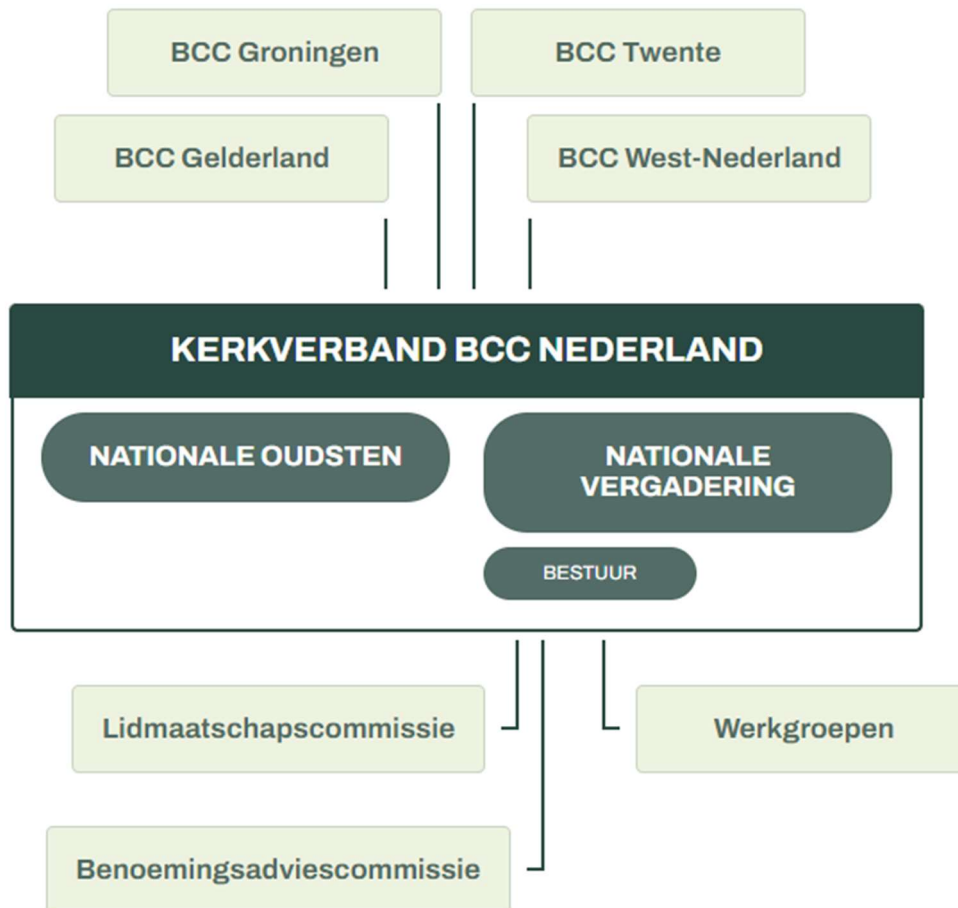 BCC Groningen
BCC Twente
BCC Gelderland
BCC West-Nederland
KERKVERBAND BCC NEDERLAND
NATIONALE OUDSTEN
NATIONALE
VERGADERING
BESTUUR
Lidmaatschapscommissie
Werkgroepen
Benoemingsadviescommissie